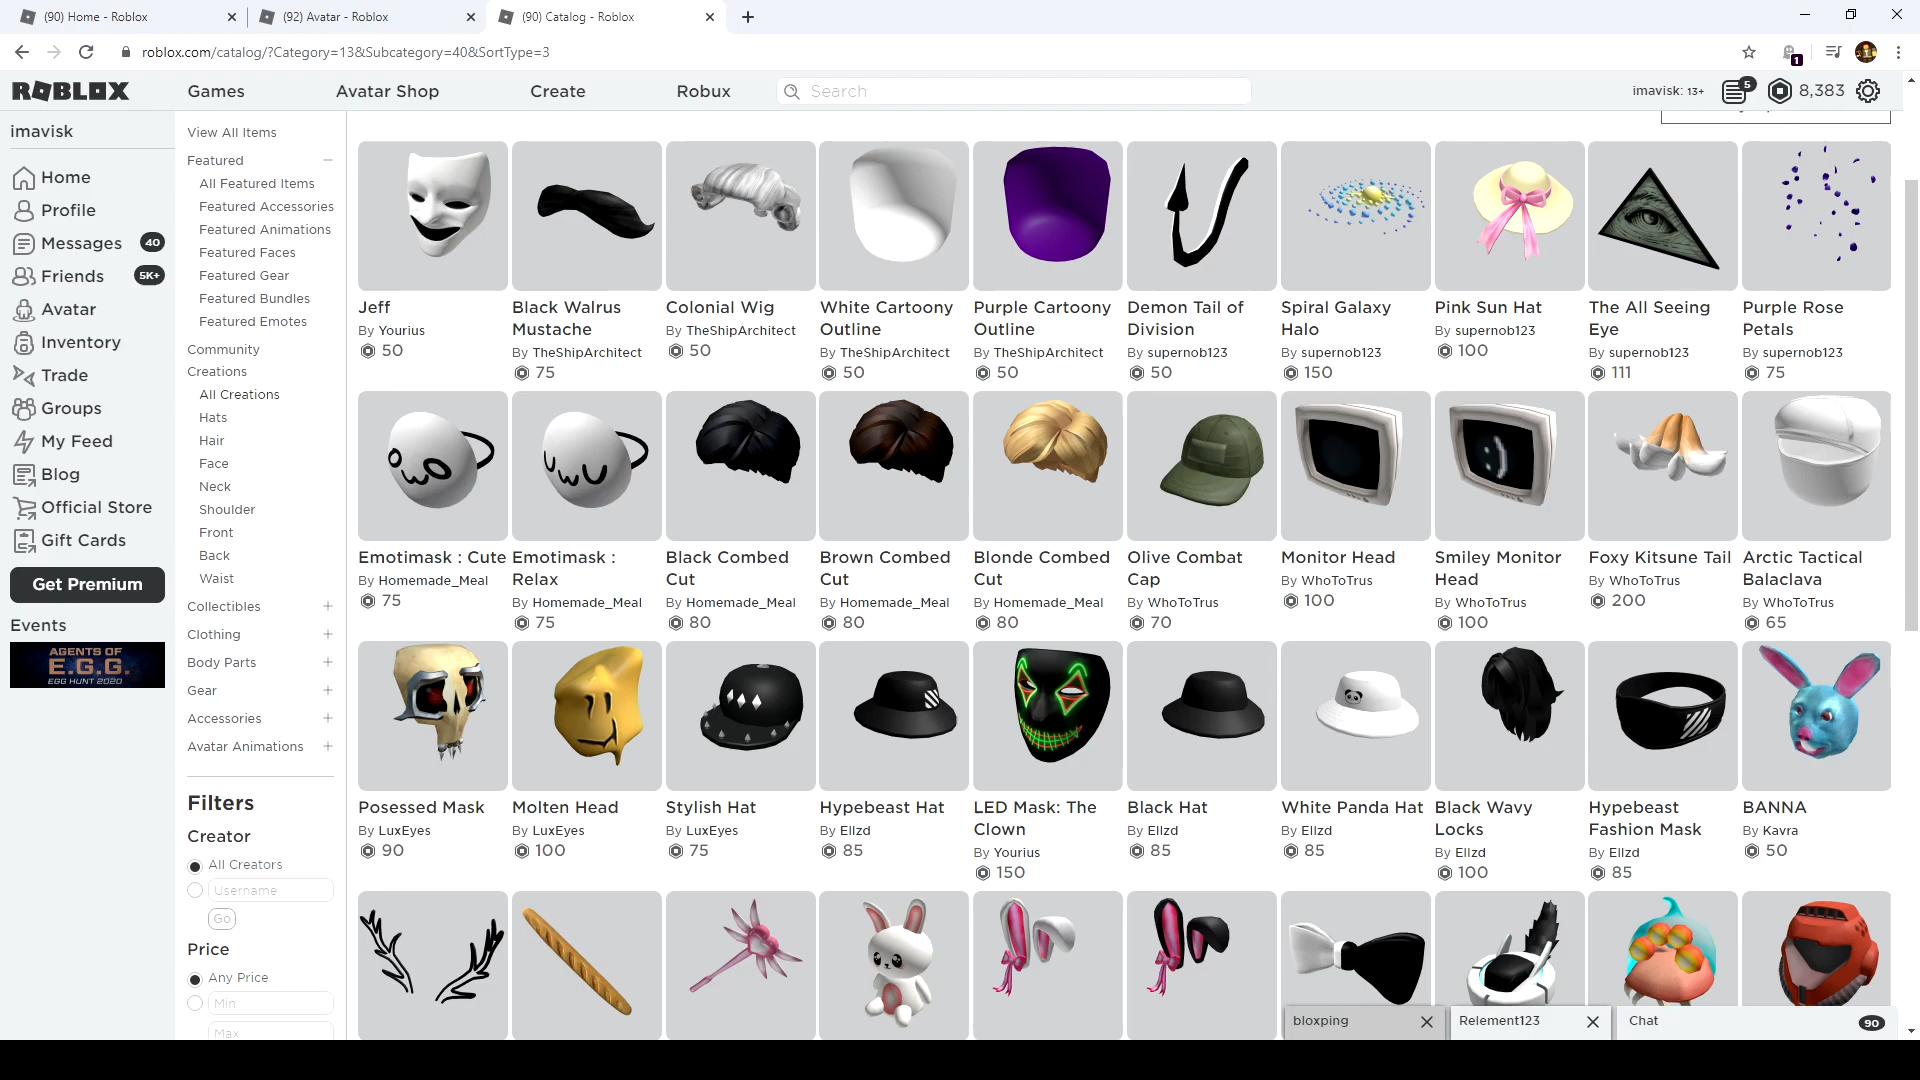 (90) Home - Roblox
(92) Avatar - Roblox
(90) Catalog - Roblox
roblox.com/catalog/?Category=13&Subcategory=40&SortType=3
1
ROBLOX
Games
Avatar Shop
Create
Robux
Search
imavisk: 13+
5
8,383
imavisk
Home
Profile
Messages 40
Friends 5K+
Avatar
Inventory
Trade
Groups
My Feed
Blog
Official Store
Gift Cards
Get Premium
Events
AGENTS OF
E.G.G.
EGG HUNT 2020
View All Items
Featured
All Featured Items
Featured Accessories
Featured Animations
Featured Faces
Featured Gear
Featured Bundles
Featured Emotes
Community
Creations
All Creations
Hats
Hair
Face
Neck
Shoulder
Front
Back
Waist
Collectibles
Clothing
Body Parts
Gear
Accessories
Avatar Animations
Filters
Creator
All Creators
Username
Go
Price
Any Price
Min
Max
Jeff
By Yourius
50
Black Walrus
Mustache
By TheShipArchitect
75
Colonial Wig
By TheShipArchitect
50
White Cartoony
Outline
By TheShipArchitect
50
Purple Cartoony
Outline
By TheShipArchitect
50
Demon Tail of
Division
By supernob123
50
Spiral Galaxy
Halo
By supernob123
150
Pink Sun Hat
By supernob123
100
The All Seeing
Eye
By supernob123
111
Purple Rose
Petals
By supernob123
75
Emotimask : Cute
By Homemade_Meal
75
Emotimask :
Relax
By Homemade_Meal
75
Black Combed
Cut
By Homemade_Meal
80
Brown Combed
Cut
By Homemade_Meal
80
Blonde Combed
Cut
By Homemade_Meal
80
Olive Combat
Cap
By WhoToTrus
70
Monitor Head
By WhoToTrus
100
Smiley Monitor
Head
By WhoToTrus
100
Foxy Kitsune Tail
By WhoToTrus
200
Arctic Tactical
Balaclava
By WhoToTrus
65
Posessed Mask
By LuxEyes
90
Molten Head
By LuxEyes
100
Stylish Hat
By LuxEyes
75
Hypebeast Hat
By Ellzd
85
LED Mask: The
Clown
By Yourius
150
Black Hat
By Ellzd
85
White Panda Hat
By Ellzd
85
Black Wavy
Locks
By Ellzd
100
Hypebeast
Fashion Mask
By Ellzd
85
BANNA
By Kavra
50
bloxping
Relement123
Chat
90